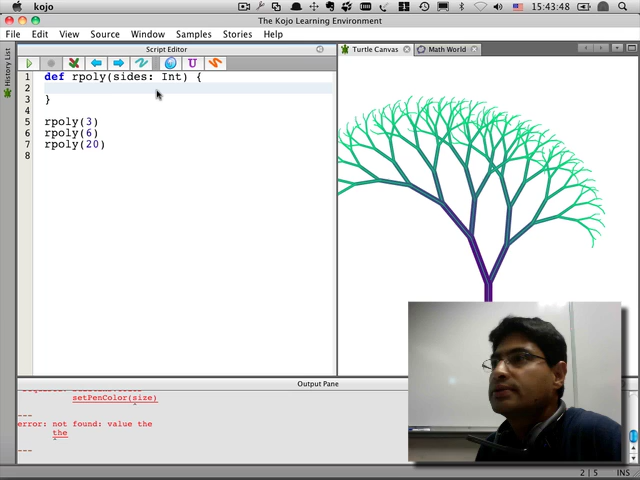 kojo
15:43:48
The Kojo Learning Environment
File Edit View Source Window Samples Stories Help
History List
Script Editor
Turtle Canvas
Math World
U
1 def rpoly(sides: Int) {
2
3 }
4
5 rpoly(3)
6 rpoly(6)
7 rpoly(20)
8
Output Pane
setPenColor(size)
^
---
error: not found: value the
the
^
---
2 | 5 INS